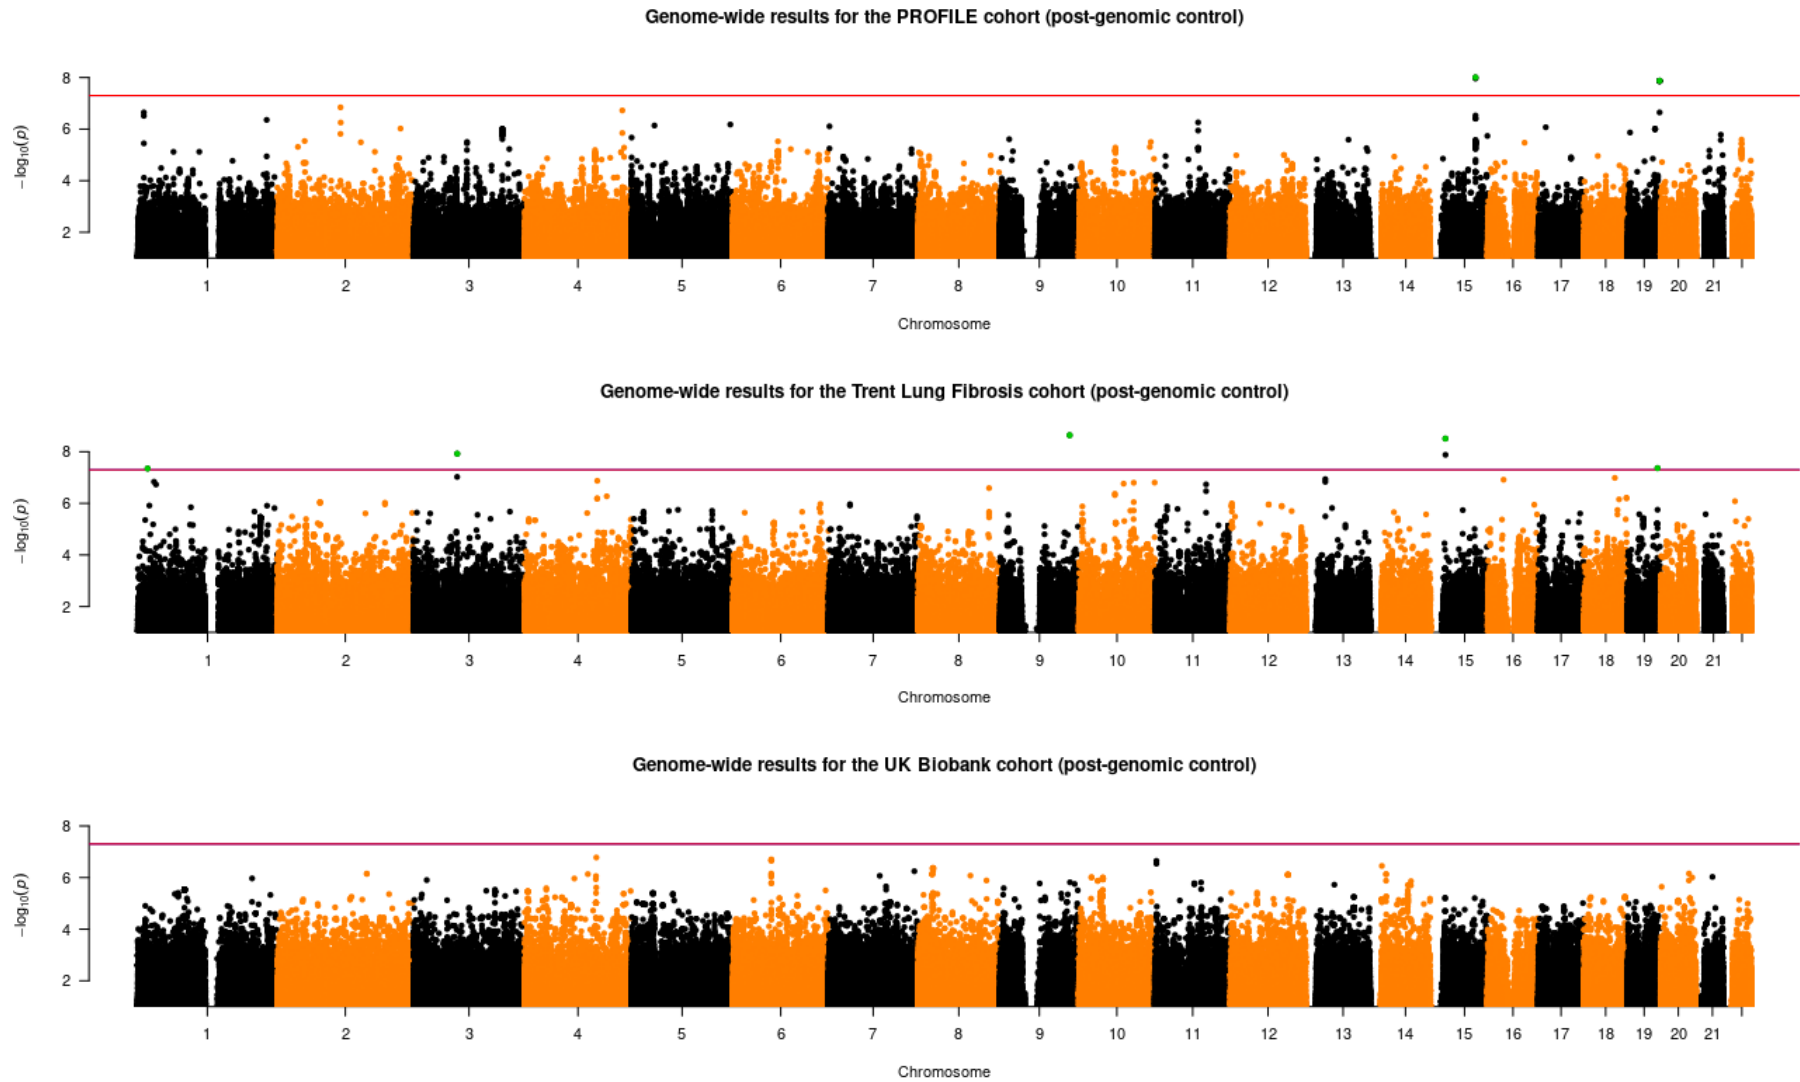 Genome-wide results for the PROFILE cohort (post-genomic control)
8
6
4
2
−log10(p)
1 2 3 4 5 6 7 8 9 10 11 12 13 14 15 16 17 18 19 20 21
Chromosome
Genome-wide results for the Trent Lung Fibrosis cohort (post-genomic control)
8
6
4
2
−log10(p)
1 2 3 4 5 6 7 8 9 10 11 12 13 14 15 16 17 18 19 20 21
Chromosome
Genome-wide results for the UK Biobank cohort (post-genomic control)
8
6
4
2
−log10(p)
1 2 3 4 5 6 7 8 9 10 11 12 13 14 15 16 17 18 19 20 21
Chromosome